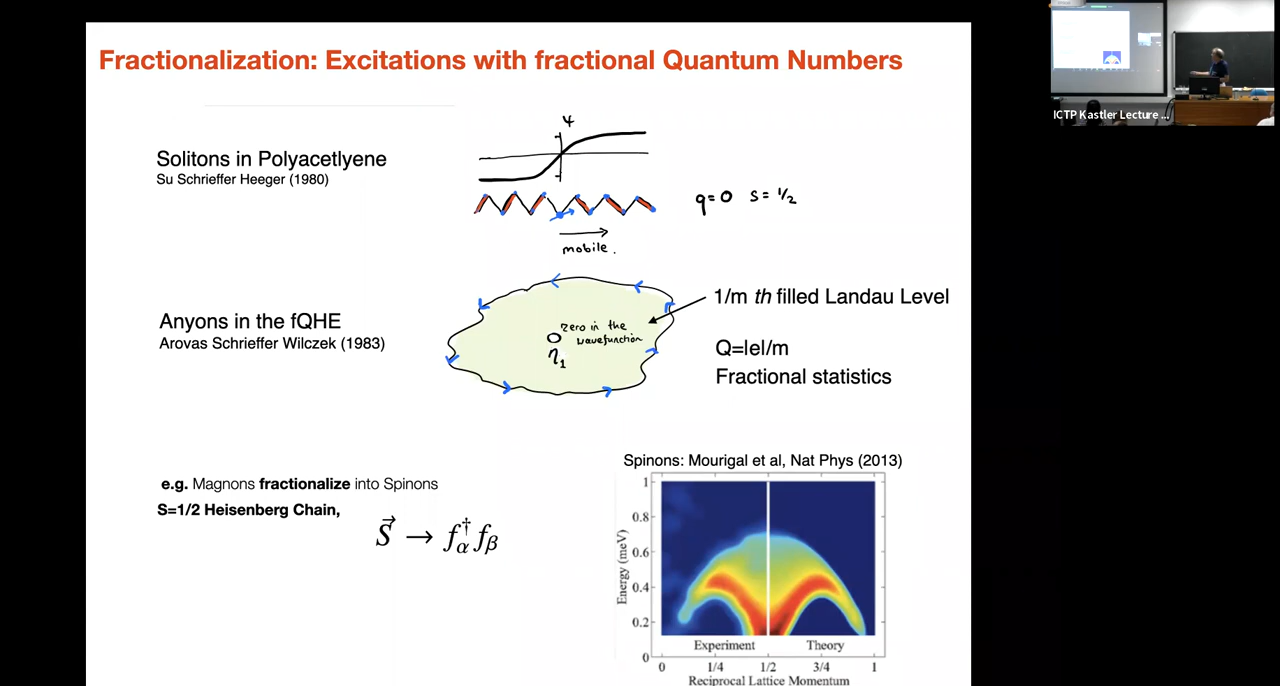 Fractionalization: Excitations with fractional Quantum Numbers
ICTP Kastler Lecture ...
Solitons in Polyacetlyene
Su Schrieffer Heeger (1980)
ψ
q=0 s=1/2
mobile.
Anyons in the fQHE
Arovas Schrieffer Wilczek (1983)
zero in the
wavefunction
η₁
1/m th filled Landau Level
Q=lel/m
Fractional statistics
e.g. Magnons fractionalize into Spinons
S=1/2 Heisenberg Chain,
S⃗ → f†α fβ
Spinons: Mourigal et al, Nat Phys (2013)
Energy (meV)
1
0.8
0.6
0.4
0.2
0
Experiment
Theory
0 1/4 1/2 3/4 1
Reciprocal Lattice Momentum